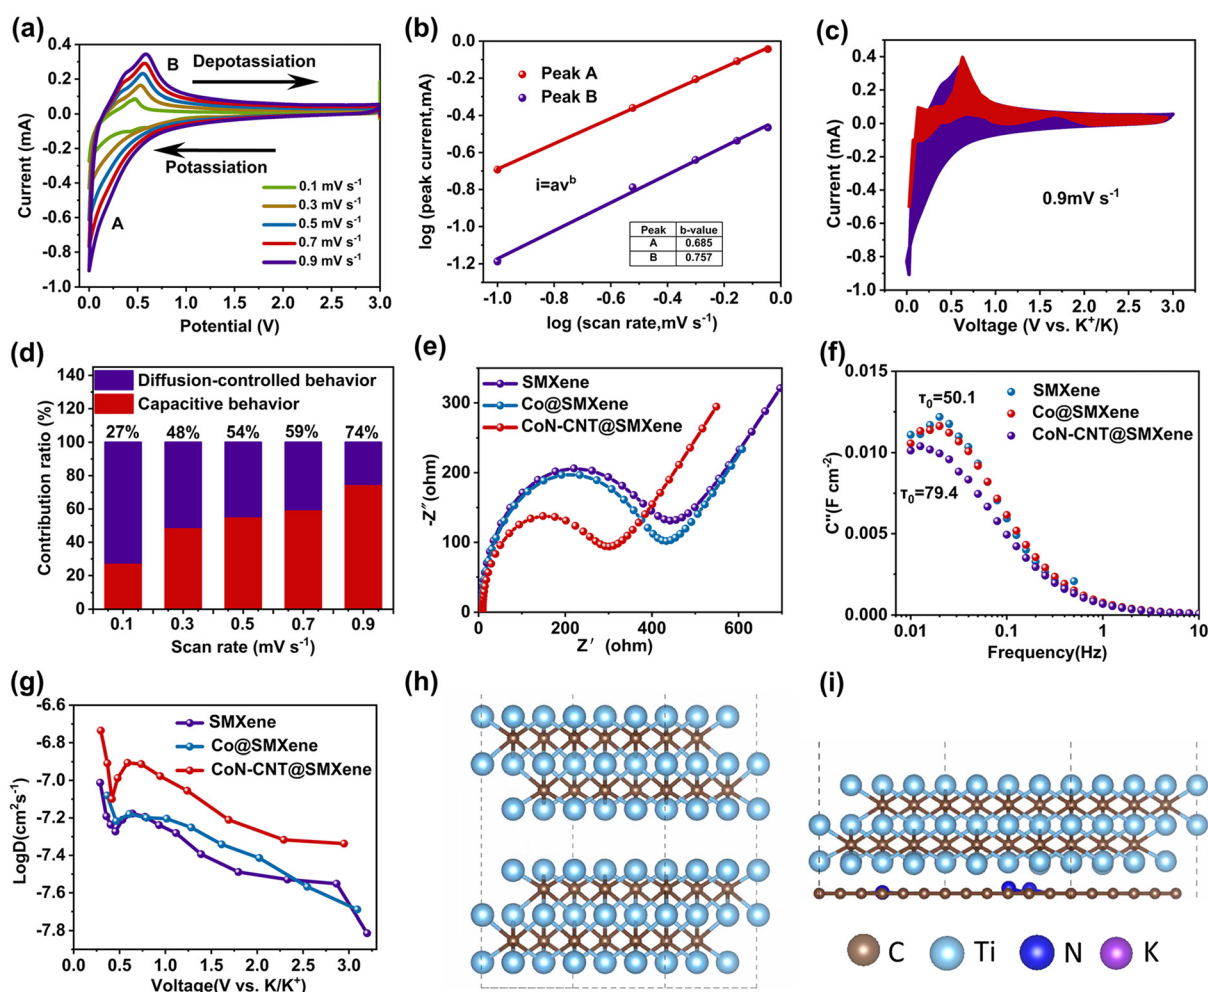 (a)
0.4
0.2
0.0
-0.2
-0.4
-0.6
-0.8
-1.0
Current (mA)
B
Depotassiation
Potassiation
A
0.1 mV s⁻¹
0.3 mV s⁻¹
0.5 mV s⁻¹
0.7 mV s⁻¹
0.9 mV s⁻¹
0.0 0.5 1.0 1.5 2.0 2.5 3.0
Potential (V)
(b)
0.0
-0.2
-0.4
-0.6
-0.8
-1.0
-1.2
log (peak current,mA)
Peak A
Peak B
i=avᵇ
Peak b-value
A 0.685
B 0.757
-1.0 -0.8 -0.6 -0.4 -0.2 0.0
log (scan rate,mV s⁻¹)
(c)
0.4
0.0
-0.4
-0.8
-1.0
Current (mA)
0.9mV s⁻¹
0.0 0.5 1.0 1.5 2.0 2.5 3.0
Voltage (V vs. K⁺/K)
(d)
140
120
100
80
60
40
20
0
Contribution ratio (%)
Diffusion-controlled behavior
Capacitive behavior
27% 48% 54% 59% 74%
0.1 0.3 0.5 0.7 0.9
Scan rate (mV s⁻¹)
(e)
300
200
100
0
-Z″(ohm)
SMXene
Co@SMXene
CoN-CNT@SMXene
0 200 400 600
Z′ (ohm)
(f)
0.015
0.010
0.005
0.000
C"(F cm⁻²)
τ₀=50.1
τ₀=79.4
SMXene
Co@SMXene
CoN-CNT@SMXene
0.01 0.1 1 10
Frequency(Hz)
(g)
-6.6
-6.8
-7.0
-7.2
-7.4
-7.6
-7.8
LogD(cm²s⁻¹)
SMXene
Co@SMXene
CoN-CNT@SMXene
0.0 0.5 1.0 1.5 2.0 2.5 3.0
Voltage(V vs. K/K⁺)
(h)
(i)
C Ti N K